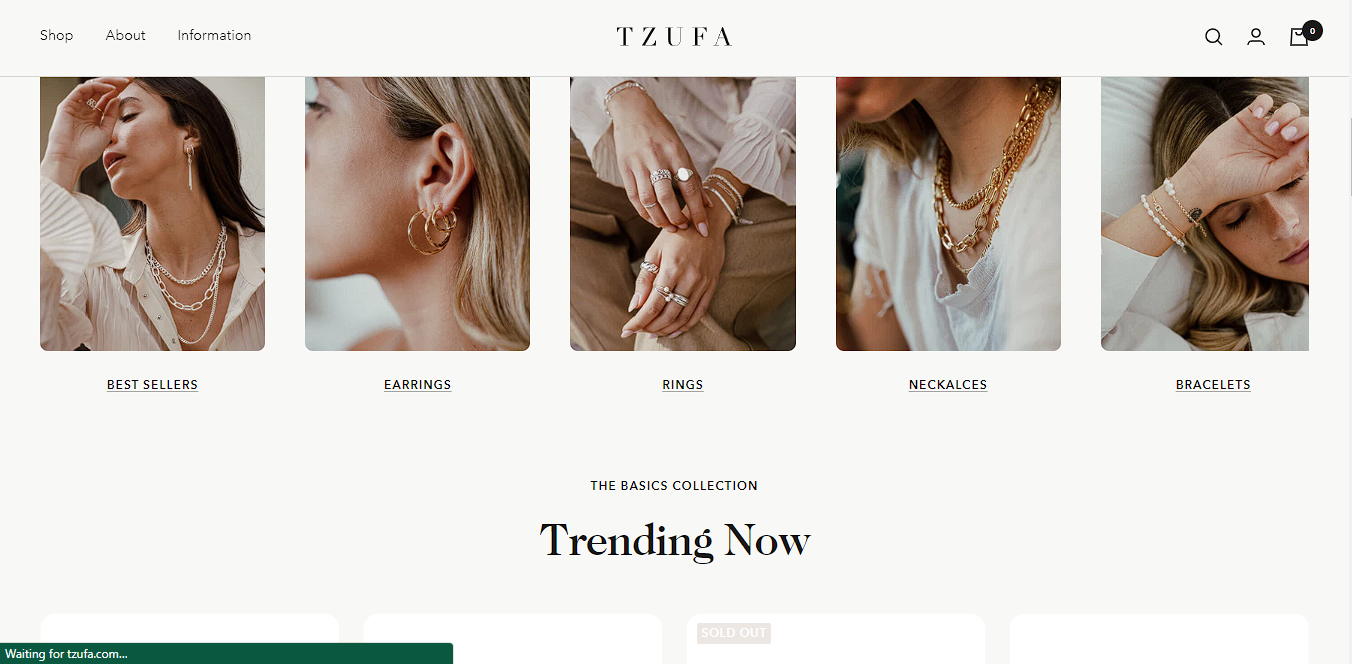 Shop About Information TZUFA 0
BEST SELLERS EARRINGS RINGS NECKALCES BRACELETS
THE BASICS COLLECTION
Trending Now
SOLD OUT
Waiting for tzufa.com...